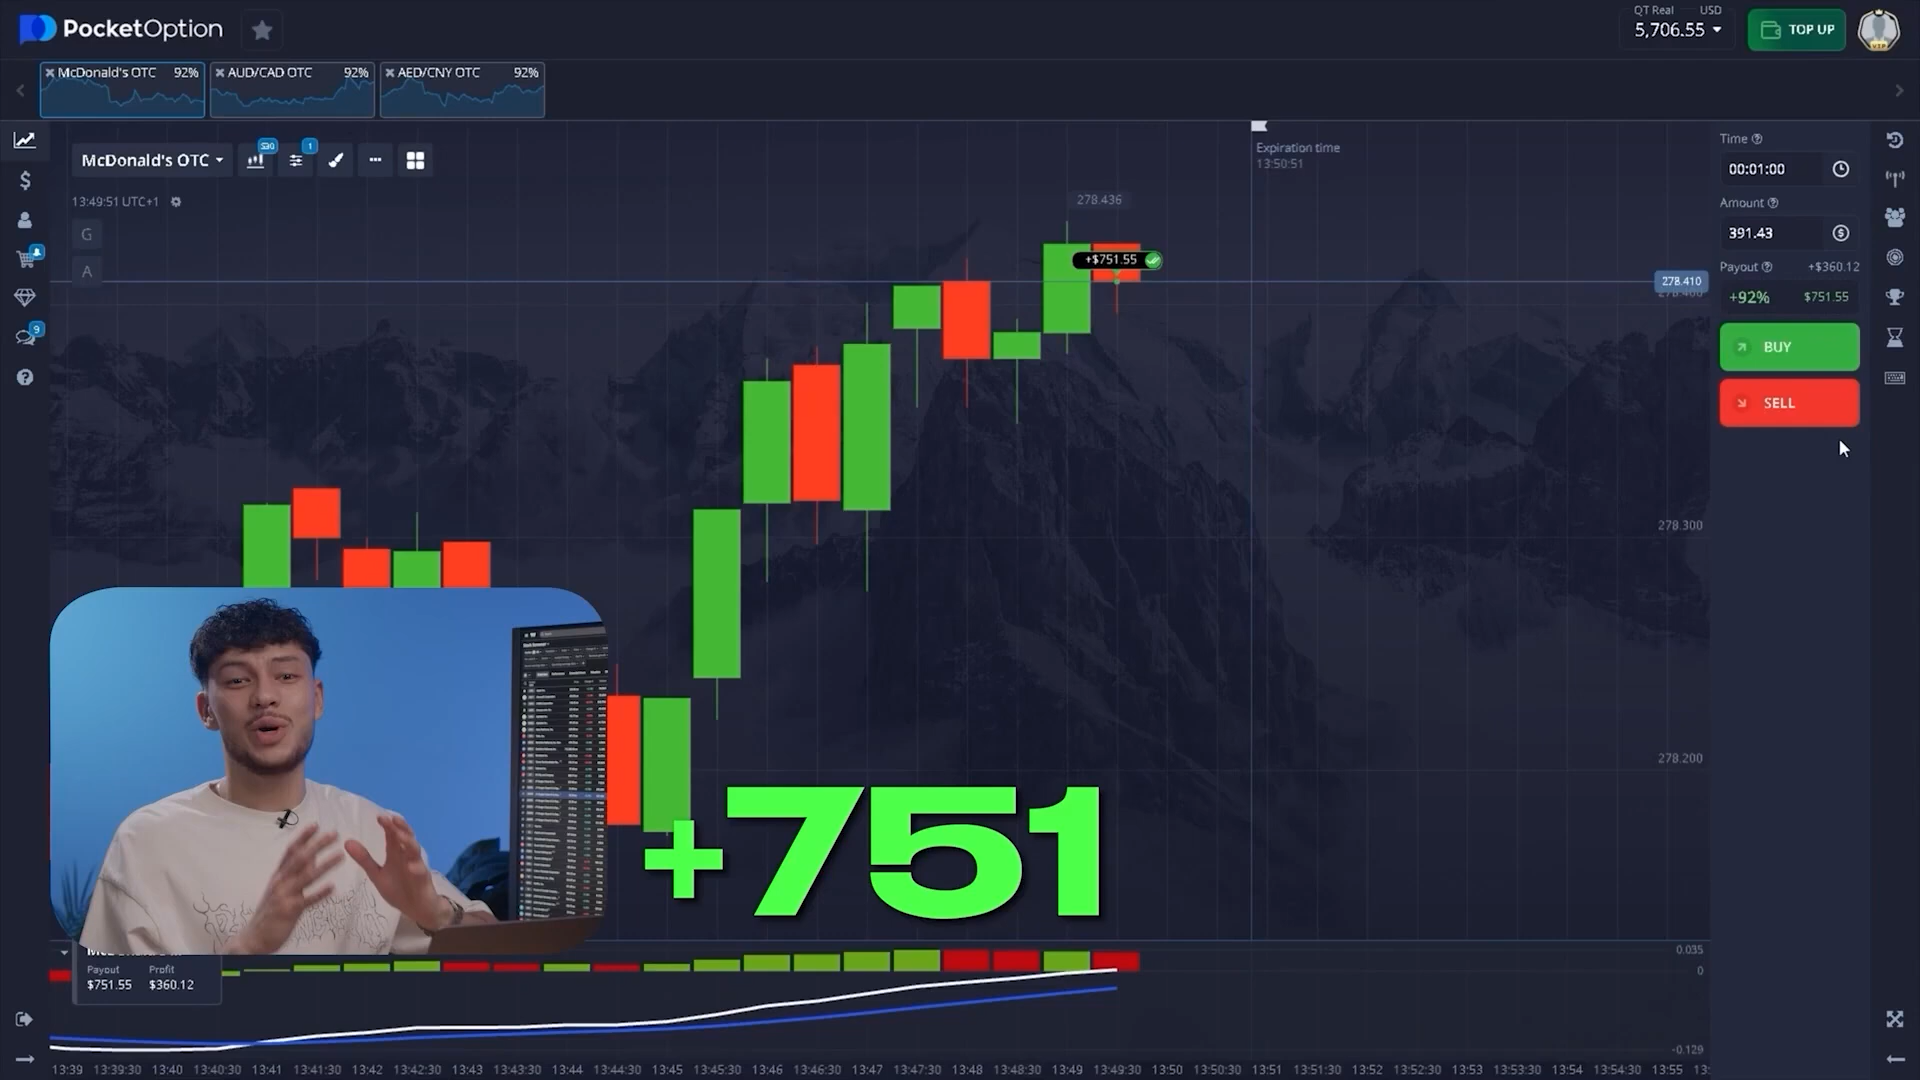 PocketOption
QT Real USD
5,706.55
TOP UP
VIP
McDonald's OTC 92%
AUD/CAD OTC 92%
AED/CNY OTC 92%
McDonald's OTC
S30
1
13:49:51 UTC+1
G
A
9
278.436
+$751.55
Expiration time
13:50:51
278.410
278.300
278.200
Time
00:01:00
Amount
391.43
Payout +$360.12
+92% $751.55
BUY
SELL
+751
Payout Profit
$751.55 $360.12
0.035
0
-0.129
13:39 13:39:30 13:40 13:40:30 13:41 13:41:30 13:42 13:42:30 13:43 13:43:30 13:44 13:44:30 13:45 13:45:30 13:46 13:46:30 13:47 13:47:30 13:48 13:48:30 13:49 13:49:30 13:50 13:50:30 13:51 13:51:30 13:52 13:52:30 13:53 13:53:30 13:54 13:54:30 13:55